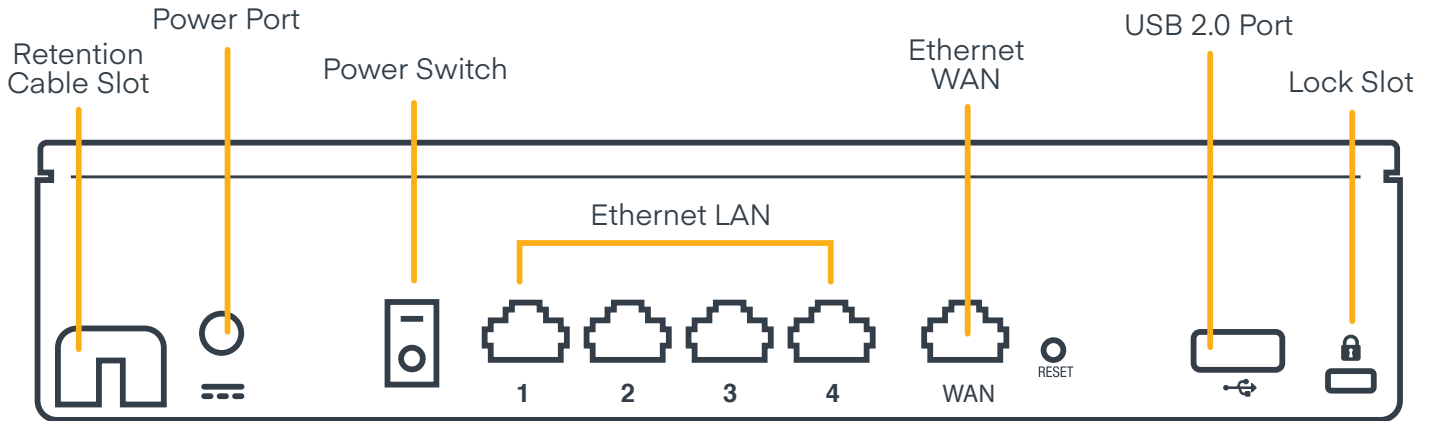 Power Port
Retention
Cable Slot
Power Switch
Ethernet
WAN
USB 2.0 Port
Lock Slot
Ethernet LAN
1
2
3
4
WAN
RESET